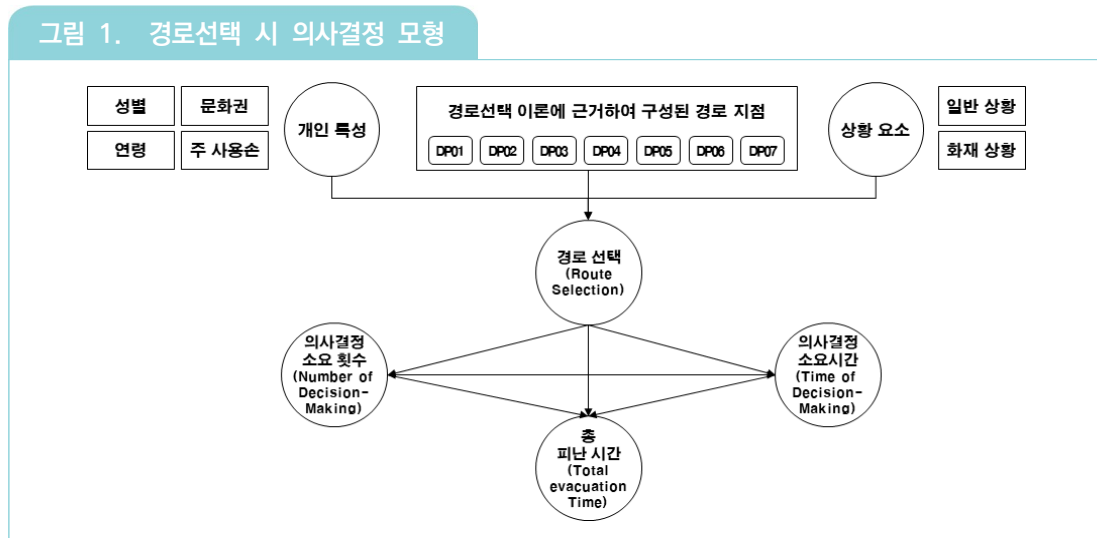 그림 1. 경로선택 시 의사결정 모형
성별
문화권
연령
주 사용손
개인 특성
경로선택 이론에 근거하여 구성된 경로 지점
DP01 DP02 DP03 DP04 DP05 DP06 DP07
상황 요소
일반 상황
화재 상황
경로 선택
(Route
Selection)
의사결정
소요 횟수
(Number of
Decision-
Making)
의사결정
소요시간
(Time of
Decision-
Making)
총
피난 시간
(Total
evacuation
Time)